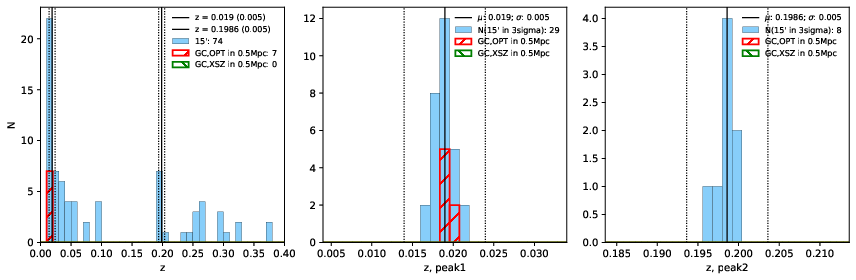 z = 0.019 (0.005)
z = 0.1986 (0.005)
15': 74
GC,OPT in 0.5Mpc: 7
GC,XSZ in 0.5Mpc: 0
N
20
15
10
5
0
0.00 0.05 0.10 0.15 0.20 0.25 0.30 0.35 0.40
z
μ: 0.019; σ: 0.005
N(15' in 3sigma): 29
GC,OPT in 0.5Mpc
GC,XSZ in 0.5Mpc
12
10
8
6
4
2
0
0.005 0.010 0.015 0.020 0.025 0.030
z, peak1
μ: 0.1986; σ: 0.005
N(15' in 3sigma): 8
GC,OPT in 0.5Mpc
GC,XSZ in 0.5Mpc
4.0
3.5
3.0
2.5
2.0
1.5
1.0
0.5
0.0
0.185 0.190 0.195 0.200 0.205 0.210
z, peak2